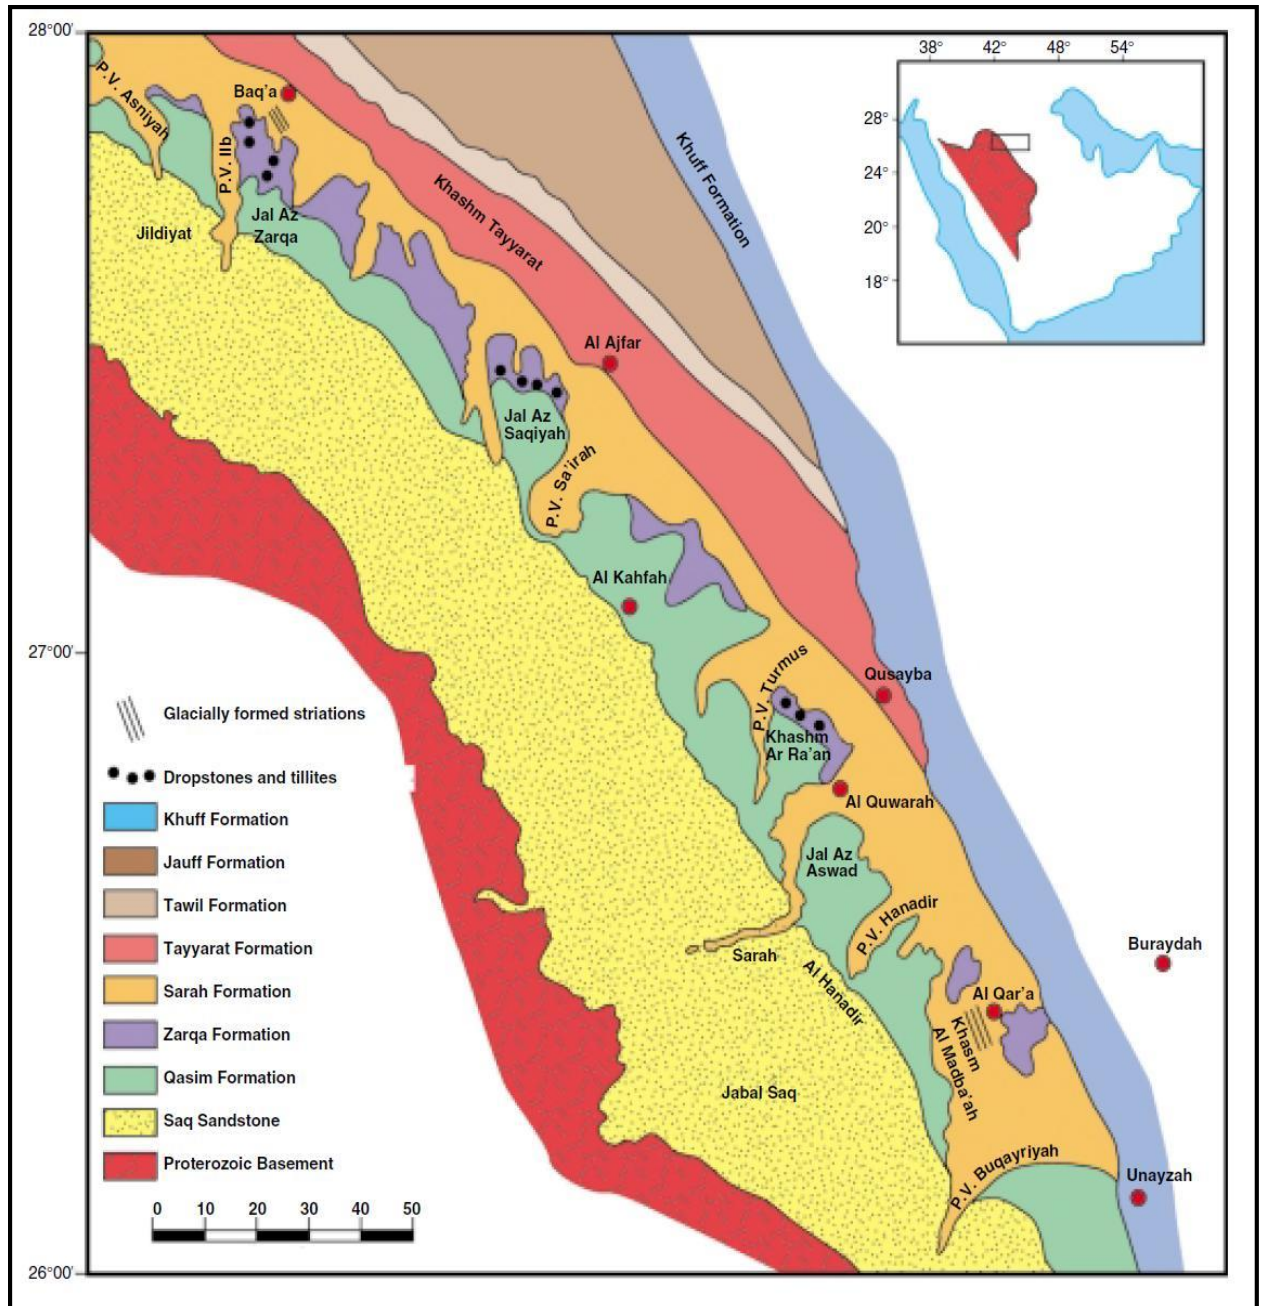 28°00'
27°00'
26°00'
38°
42°
48°
54°
28°
24°
20°
18°
P.V. Asniyah
Baq'a
P.V. IIb
Jal Az
Zarqa
Jildiyat
Khashm Tayyarat
Khuff Formation
Al Ajfar
Jal Az
Saqiyah
P.V. Sa'irah
Al Kahfah
P.V. Turmus
Qusayba
Khashm
Ar Ra'an
Al Quwarah
Jal Az
Aswad
P.V. Hanadir
Sarah
Al Hanadir
Buraydah
Al Qar'a
Khasm
Al Madba'ah
Jabal Saq
P.V. Buqayriyah
Unayzah
Glacially formed striations
Dropstones and tillites
Khuff Formation
Jauff Formation
Tawil Formation
Tayyarat Formation
Sarah Formation
Zarqa Formation
Qasim Formation
Saq Sandstone
Proterozoic Basement
0 10 20 30 40 50